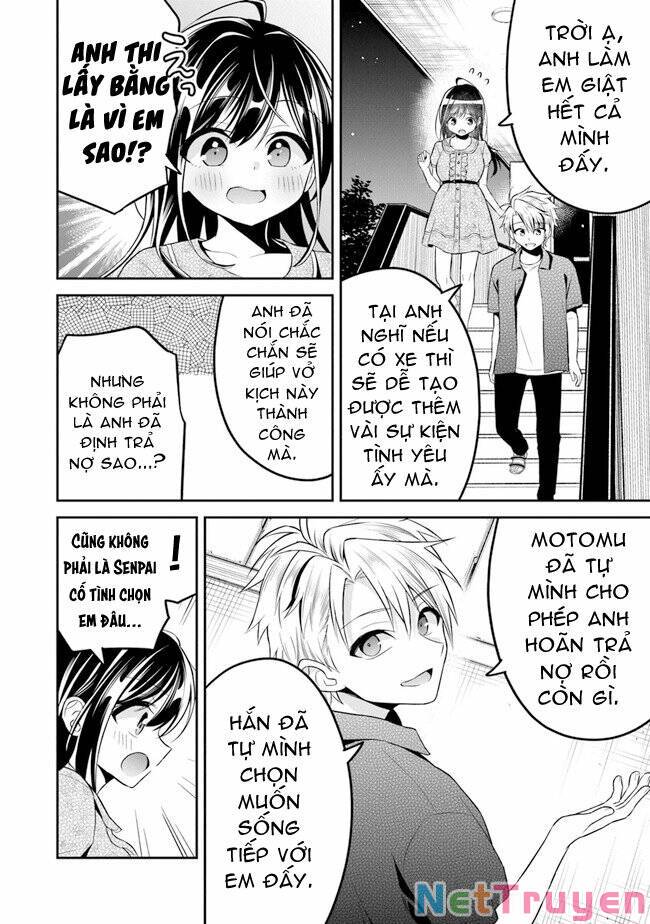 TRỜI Ạ,
ANH LÀM
EM GIẬT
HẾT CẢ
MÌNH
ĐẤY.
TẠI ANH
NGHĨ NẾU
CÓ XE THÌ
SẼ DỄ TẠO
ĐƯỢC THÊM
VÀI SỰ KIỆN
TÌNH YÊU
ẤY MÀ.
ANH THI
LẤY BẰNG
LÀ VÌ EM
SAO!?
ANH ĐÃ
NÓI CHẮC
CHẮN SẼ
GIÚP VỞ
KỊCH NÀY
THÀNH
CÔNG
MÀ.
NHƯNG
KHÔNG PHẢI
LÀ ANH ĐÃ
ĐỊNH TRẢ
NỢ SAO...?
MOTOMU
ĐÃ TỰ
MÌNH CHO
PHÉP ANH
HOÃN TRẢ
NỢ RỒI
CÒN GÌ.
HẮN ĐÃ
TỰ MÌNH
CHỌN
MUỐN
SỐNG
TIẾP VỚI
EM ĐẤY.
!
CŨNG KHÔNG
PHẢI LÀ SENPAI
CỐ TÌNH CHỌN
EM ĐÂU...
NetTruyen